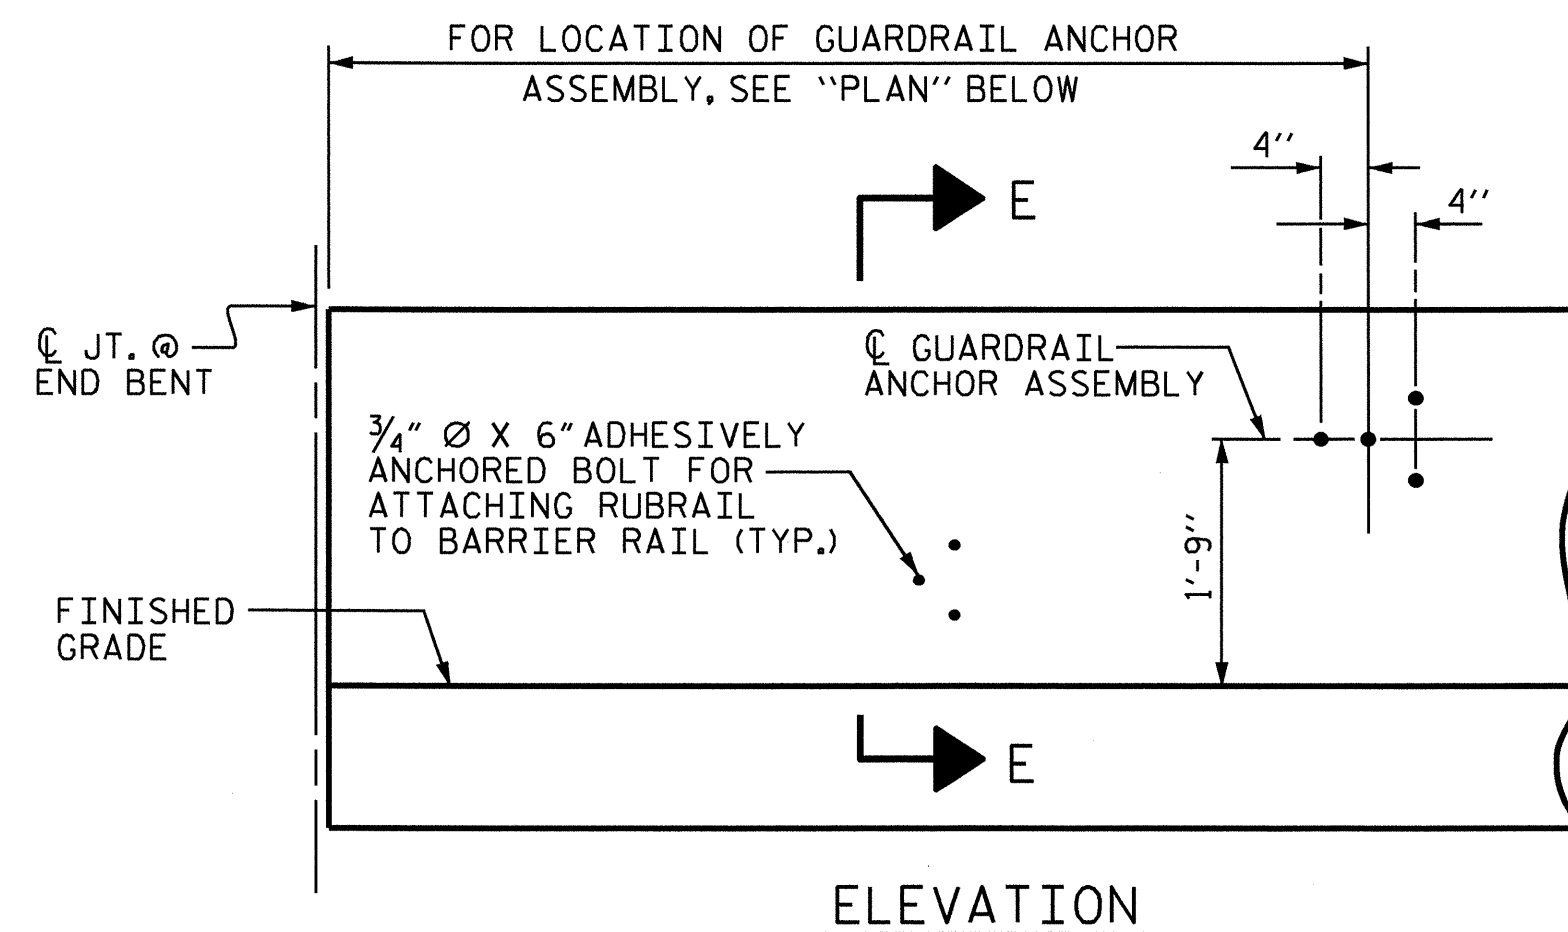 FOR LOCATION OF GUARDRAIL ANCHOR
ASSEMBLY, SEE "PLAN" BELOW
4"
4"
E
℄ JT. @
END BENT
℄ GUARDRAIL
ANCHOR ASSEMBLY
3/4" Ø X 6" ADHESIVELY
ANCHORED BOLT FOR
ATTACHING RUBRAIL
TO BARRIER RAIL (TYP.)
1'-9"
FINISHED
GRADE
E
ELEVATION